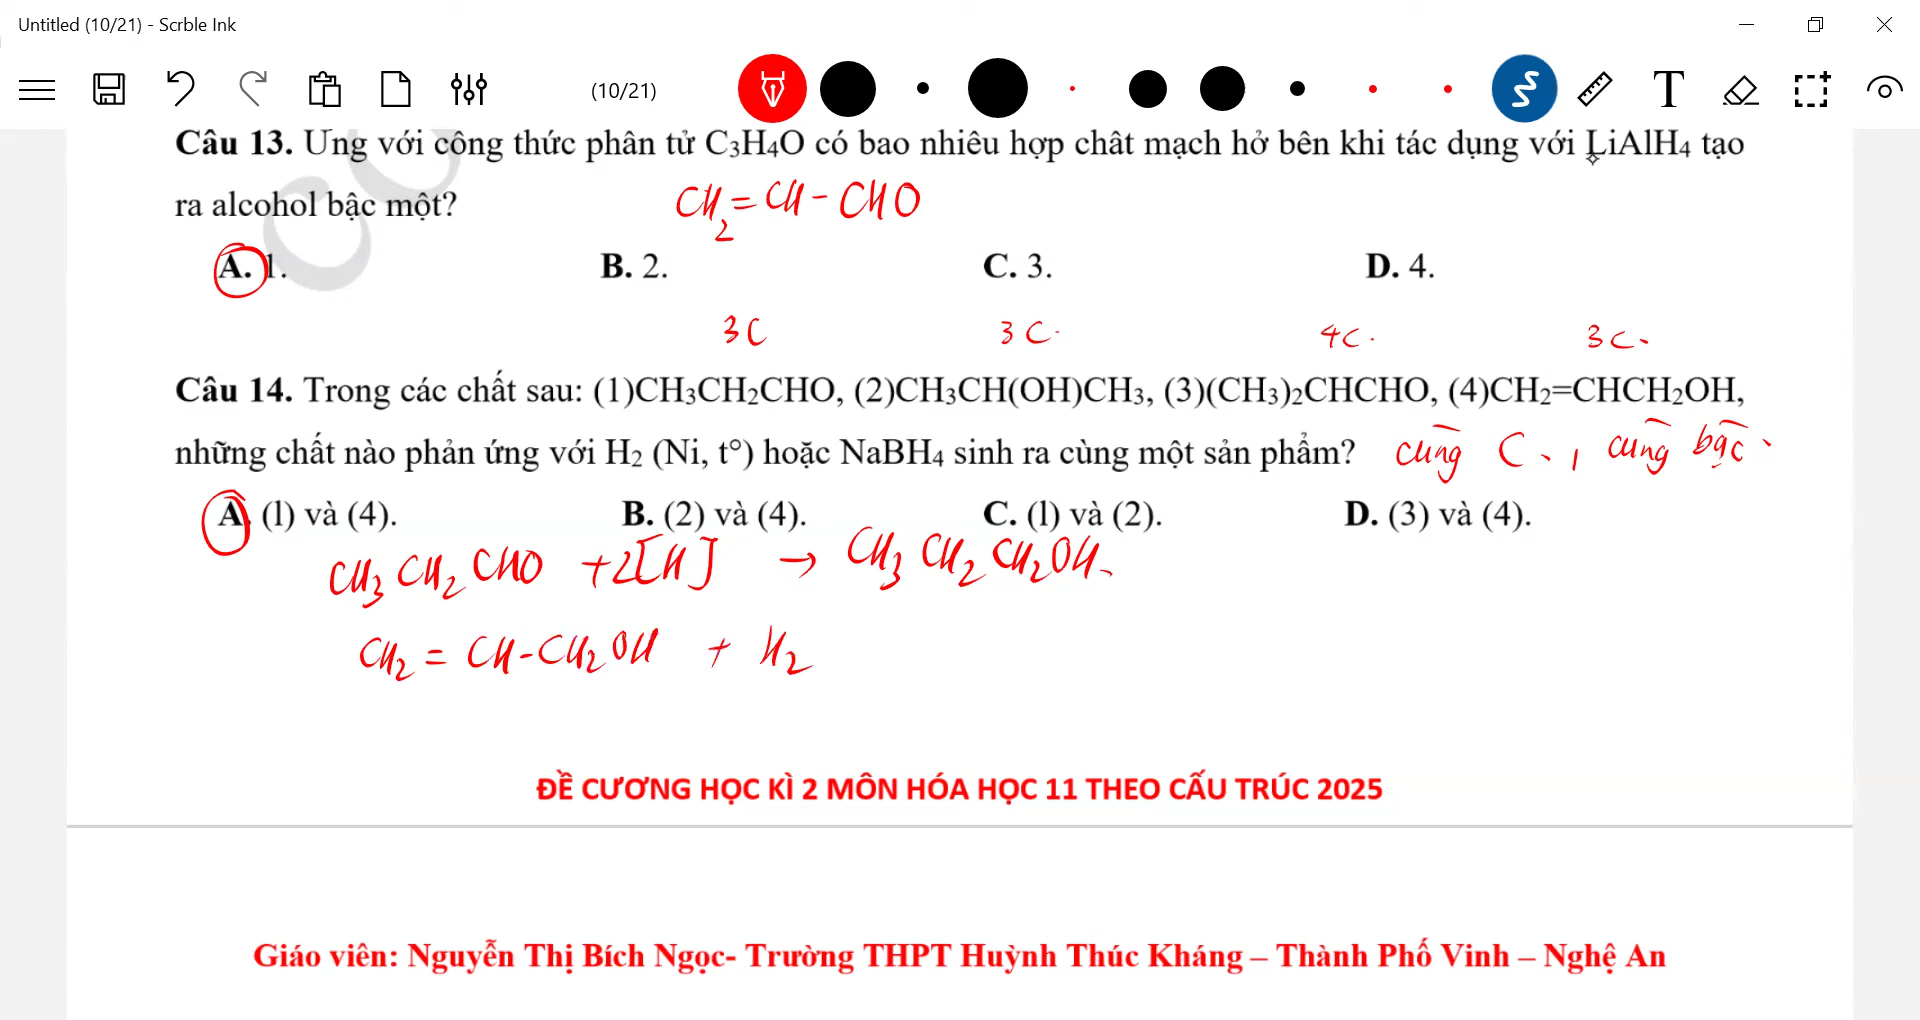 Untitled (10/21) - Scrble Ink
(10/21)
Câu 13. Ứng với công thức phân tử C₃H₄O có bao nhiêu hợp chât mạch hở bên khi tác dụng với LiAlH₄ tạo
ra alcohol bậc một?
CH₂=CH-CHO
A. 1.
B. 2.
C. 3.
D. 4.
3C
3C.
4C.
3C.
Câu 14. Trong các chất sau: (1)CH₃CH₂CHO, (2)CH₃CH(OH)CH₃, (3)(CH₃)₂CHCHO, (4)CH₂=CHCH₂OH,
những chất nào phản ứng với H₂ (Ni, t°) hoặc NaBH₄ sinh ra cùng một sản phẩm?
cùng C, cùng bậc.
A. (l) và (4).
B. (2) và (4).
C. (l) và (2).
D. (3) và (4).
CH₃CH₂CHO +2[H] → CH₃CH₂CH₂OH.
CH₂=CH-CH₂OH + H₂
ĐỀ CƯƠNG HỌC KÌ 2 MÔN HÓA HỌC 11 THEO CẤU TRÚC 2025
Giáo viên: Nguyễn Thị Bích Ngọc- Trường THPT Huỳnh Thúc Kháng – Thành Phố Vinh – Nghệ An